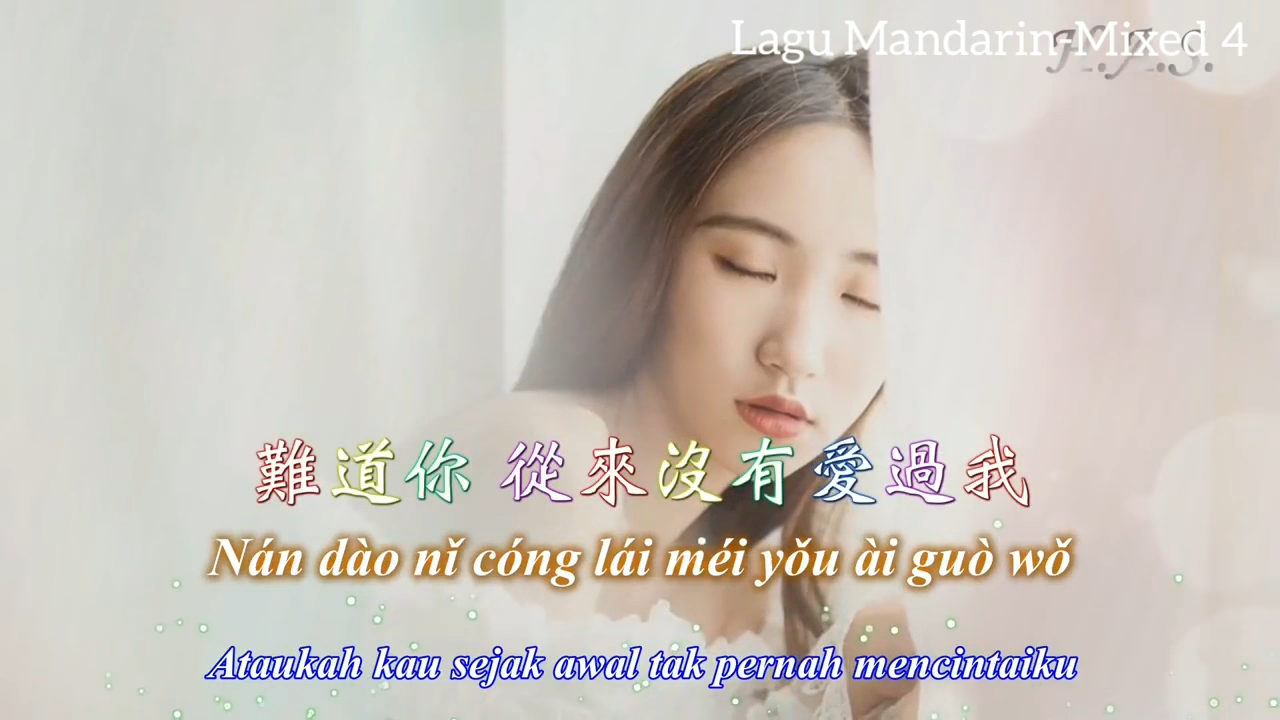 Lagu Mandarin-Mixed 4
H.A.S.
難道你 從來沒有愛過我
Nán dào nǐ cóng lái méi yǒu ài guò wǒ
Ataukah kau sejak awal tak pernah mencintaiku